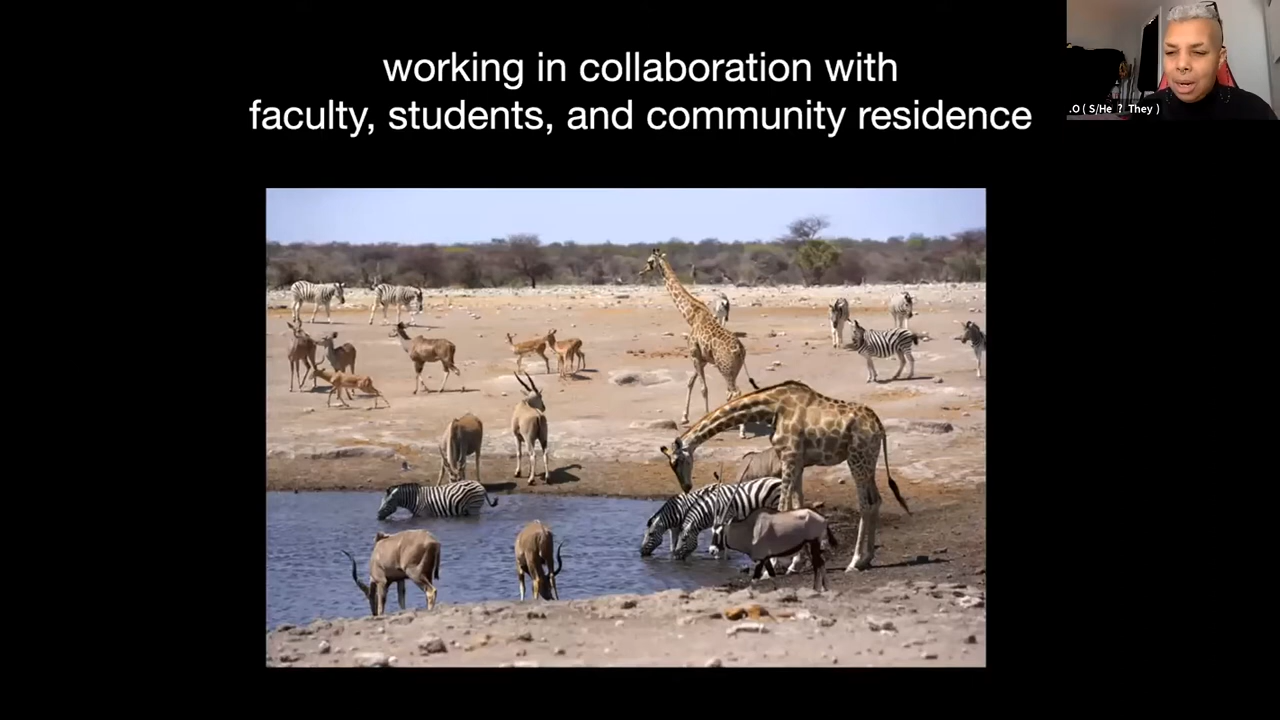 working in collaboration with
faculty, students, and community residence
.O ( S/He ? They )